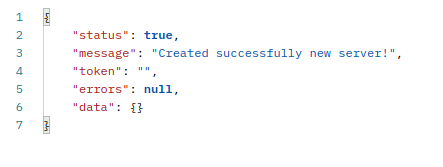 1 {
2 "status": true,
3 "message": "Created successfully new server!",
4 "token": "",
5 "errors": null,
6 "data": {}
7 }